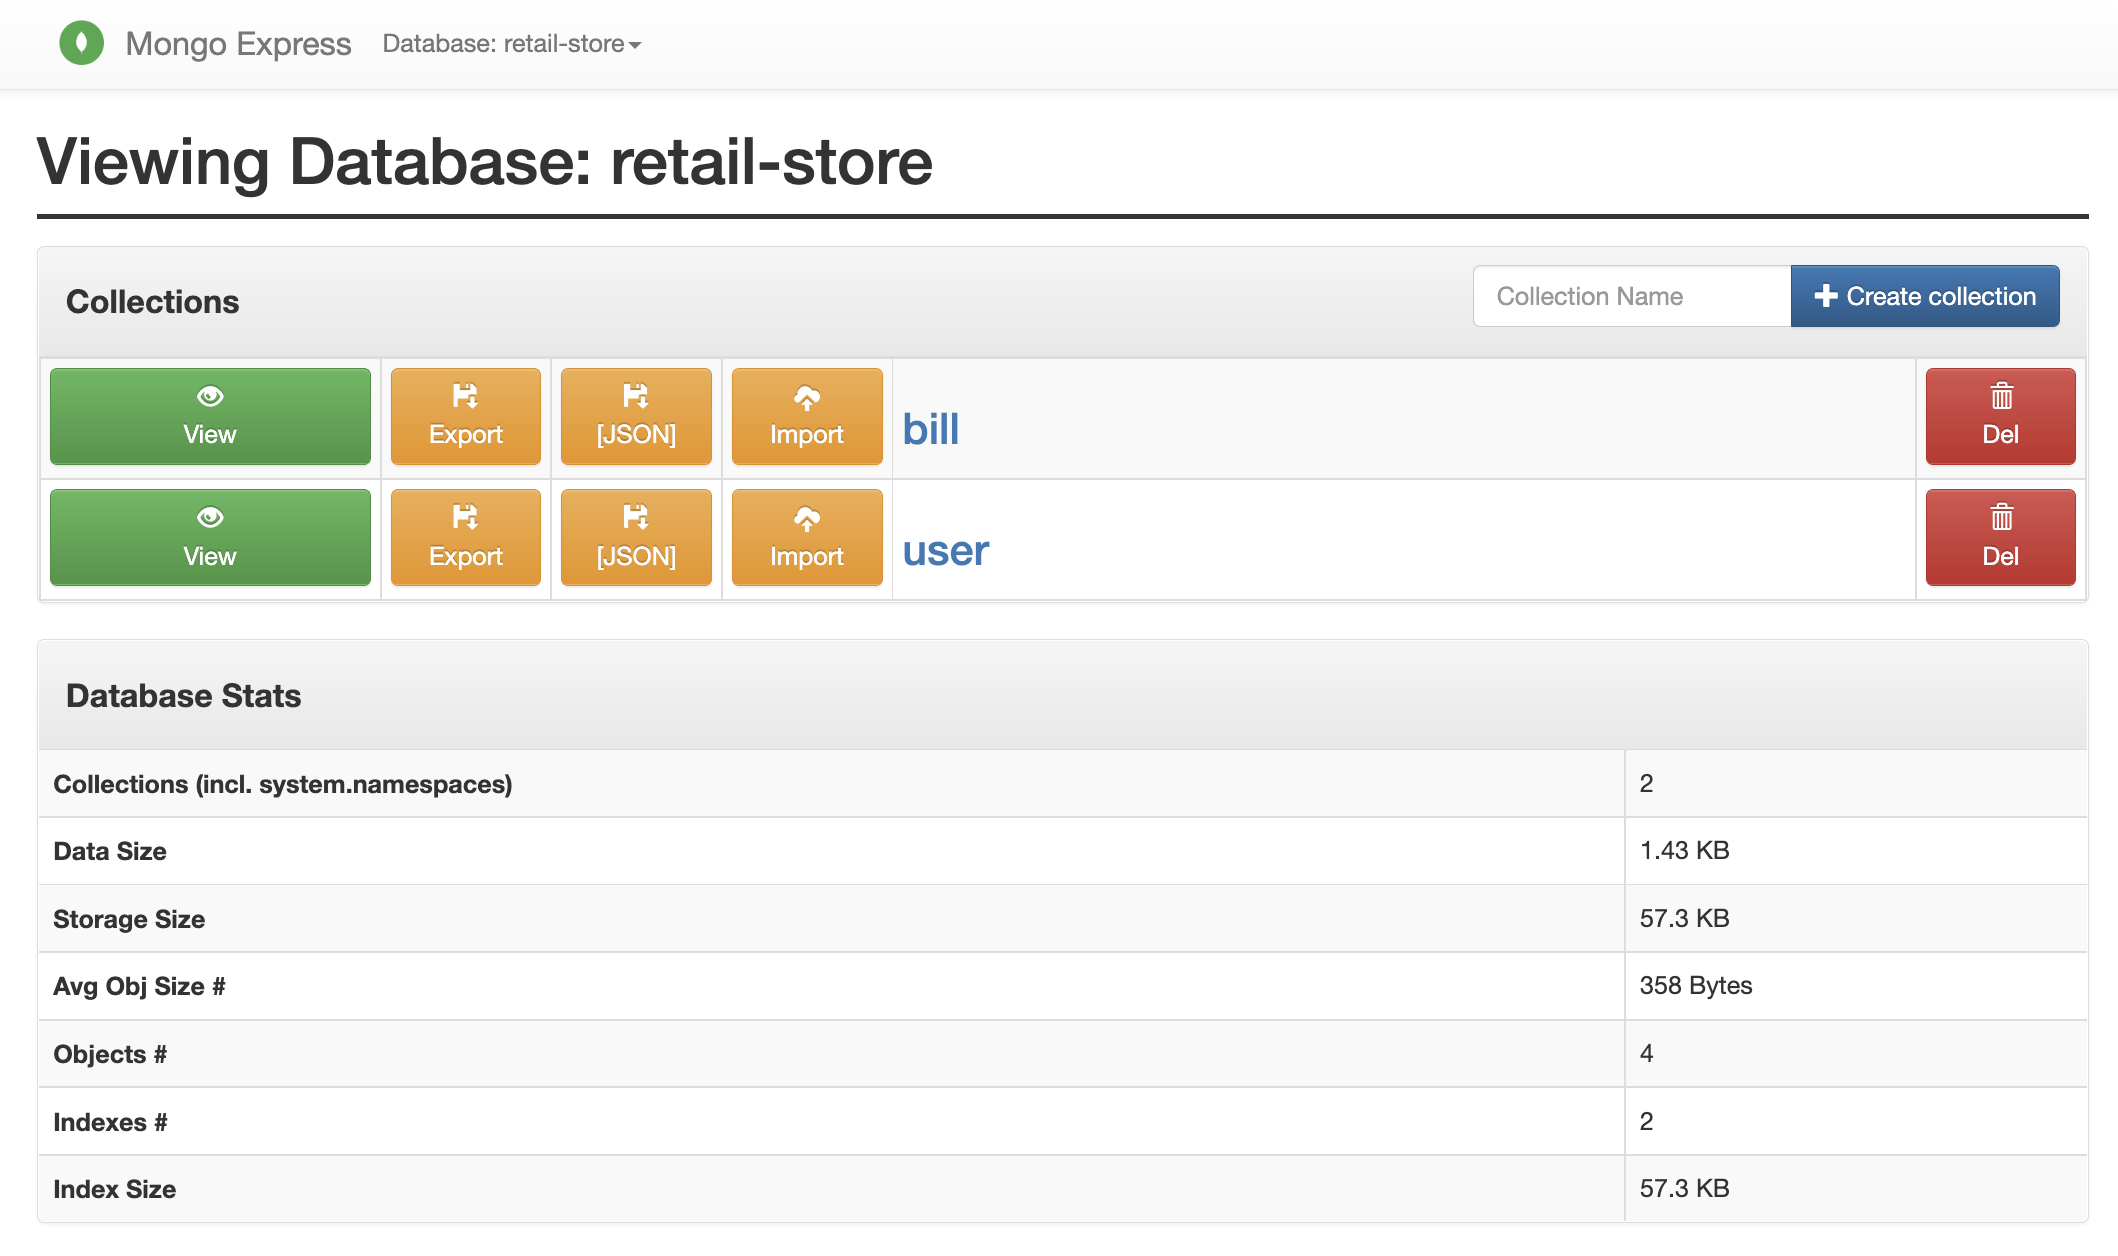 Mongo Express Database: retail-store
Viewing Database: retail-store
Collections
Collection Name
Create collection
View Export [JSON] Import bill Del
View Export [JSON] Import user Del
Database Stats
Collections (incl. system.namespaces) 2
Data Size 1.43 KB
Storage Size 57.3 KB
Avg Obj Size # 358 Bytes
Objects # 4
Indexes # 2
Index Size 57.3 KB